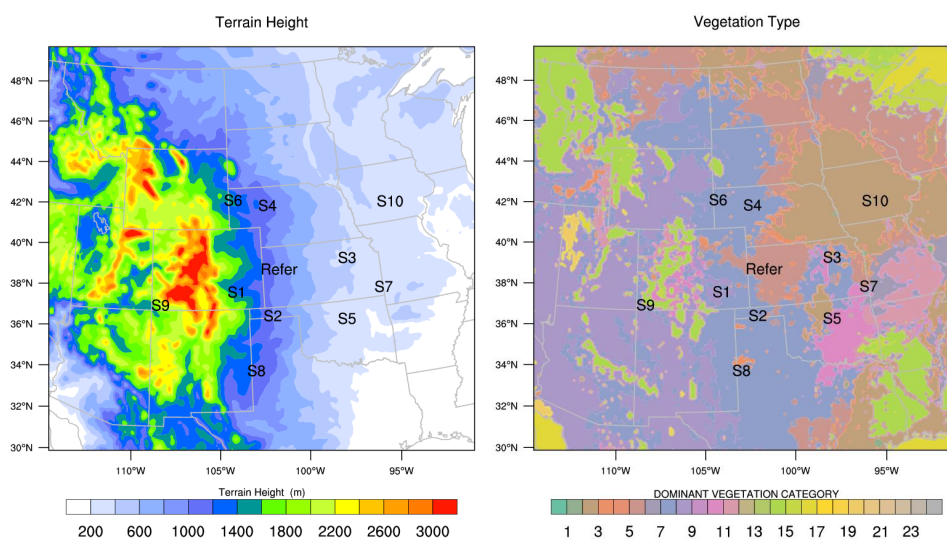 Terrain Height
Vegetation Type
48°N
46°N
44°N
42°N
40°N
38°N
36°N
34°N
32°N
30°N
S6
S4
S10
S3
Refer
S7
S1
S9
S2
S5
S8
110°W
105°W
100°W
95°W
Terrain Height (m)
200 600 1000 1400 1800 2200 2600 3000
48°N
46°N
44°N
42°N
40°N
38°N
36°N
34°N
32°N
30°N
S6
S4
S10
S3
Refer
S7
S1
S9
S2
S5
S8
110°W
105°W
100°W
95°W
DOMINANT VEGETATION CATEGORY
1 3 5 7 9 11 13 15 17 19 21 23